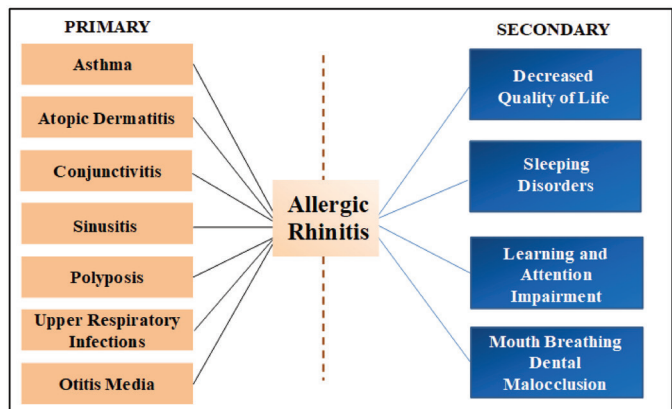 PRIMARY
Asthma
Atopic Dermatitis
Conjunctivitis
Sinusitis
Polyposis
Upper Respiratory
Infections
Otitis Media
Allergic
Rhinitis
SECONDARY
Decreased
Quality of Life
Sleeping
Disorders
Learning and
Attention
Impairment
Mouth Breathing
Dental
Malocclusion